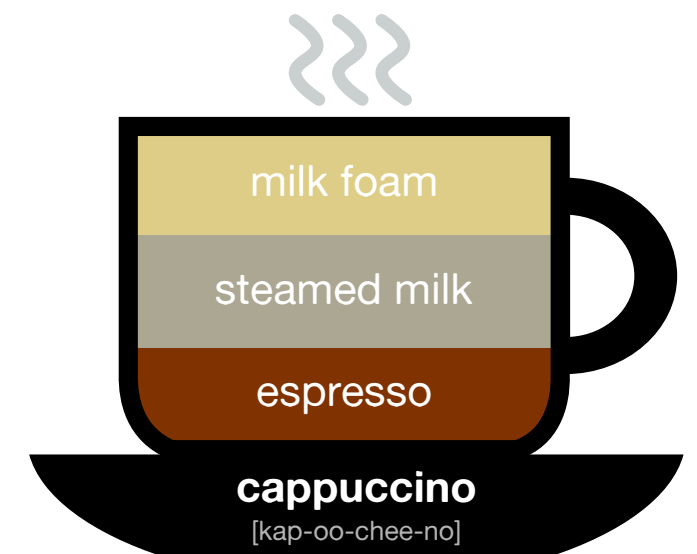 milk foam
steamed milk
espresso
cappuccino
[kap-oo-chee-no]